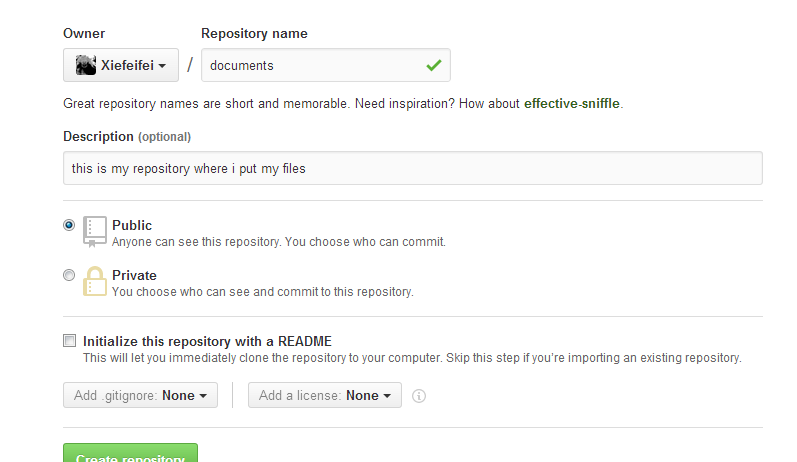 Owner Repository name
Xiefeifei / documents
Great repository names are short and memorable. Need inspiration? How about effective-sniffle.
Description (optional)
this is my repository where i put my files
Public
Anyone can see this repository. You choose who can commit.
Private
You choose who can see and commit to this repository.
Initialize this repository with a README
This will let you immediately clone the repository to your computer. Skip this step if you're importing an existing repository.
Add .gitignore: None Add a license: None
Create repository